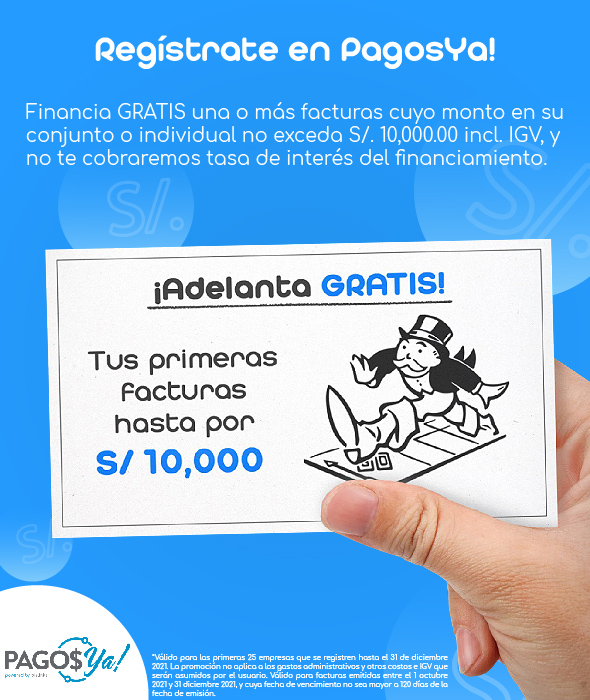 Regístrate en PagosYa!
Financia GRATIS una o más facturas cuyo monto en su
conjunto o individual no exceda S/. 10,000.00 incl. IGV, y
no te cobraremos tasa de interés del financiamiento.
S/.
S/.
¡Adelanta GRATIS!
Tus primeras
facturas
hasta por
S/ 10,000
S/.
PAGO$ Ya!
powered by
*Válido para las primeras 25 empresas que se registren hasta el 31 de diciembre
2021. La promoción no aplica a los gastos administrativos y otros costos e IGV que
serán asumidos por el usuario. Válido para facturas emitidas entre el 1 octubre
2021 y 31 diciembre 2021, y cuya fecha de vencimiento no sea mayor a 120 días de la
fecha de emisión.